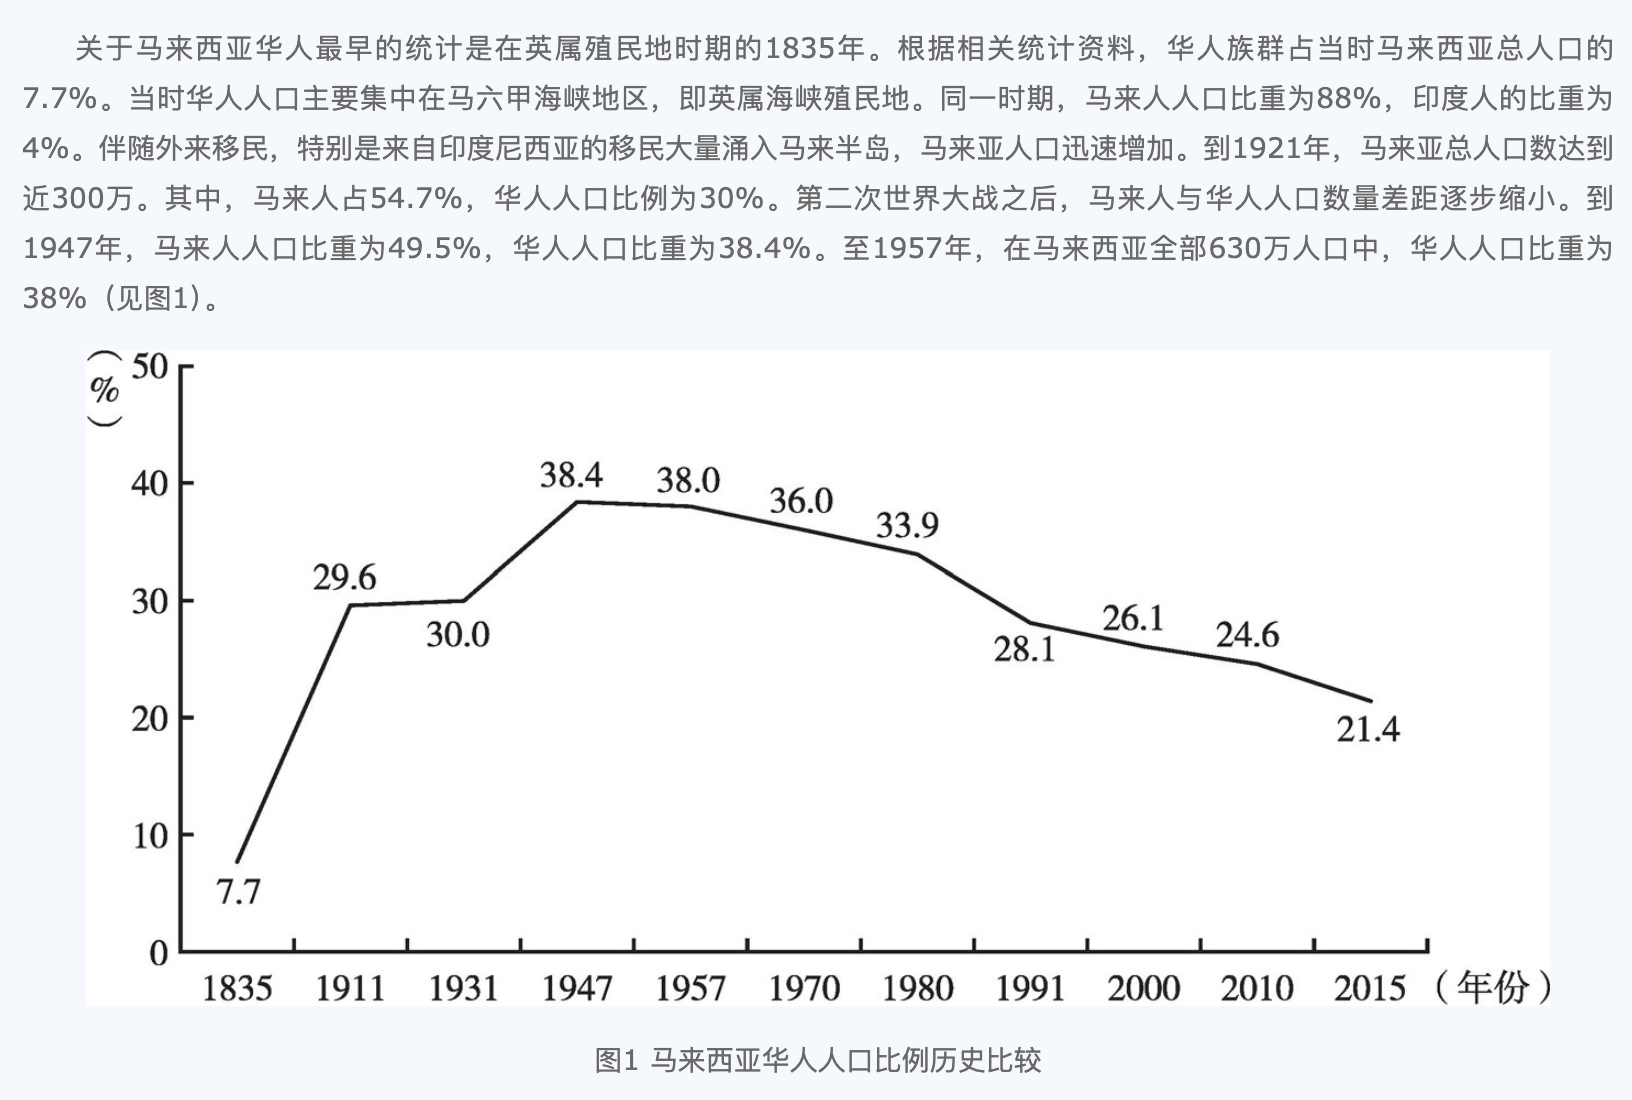 关于马来西亚华人最早的统计是在英属殖民地时期的1835年。根据相关统计资料，华人族群占当时马来西亚总人口的
7.7%。当时华人人口主要集中在马六甲海峡地区，即英属海峡殖民地。同一时期，马来人人口比重为88%，印度人的比重为
4%。伴随外来移民，特别是来自印度尼西亚的移民大量涌入马来半岛，马来亚人口迅速增加。到1921年，马来亚总人口数达到
近300万。其中，马来人占54.7%，华人人口比例为30%。第二次世界大战之后，马来人与华人人口数量差距逐步缩小。到
1947年，马来人人口比重为49.5%，华人人口比重为38.4%。至1957年，在马来西亚全部630万人口中，华人人口比重为
38%（见图1）。
（%）
50
40
30
20
10
0
7.7
29.6
30.0
38.4
38.0
36.0
33.9
28.1
26.1
24.6
21.4
1835 1911 1931 1947 1957 1970 1980 1991 2000 2010 2015（年份）
图1 马来西亚华人人口比例历史比较